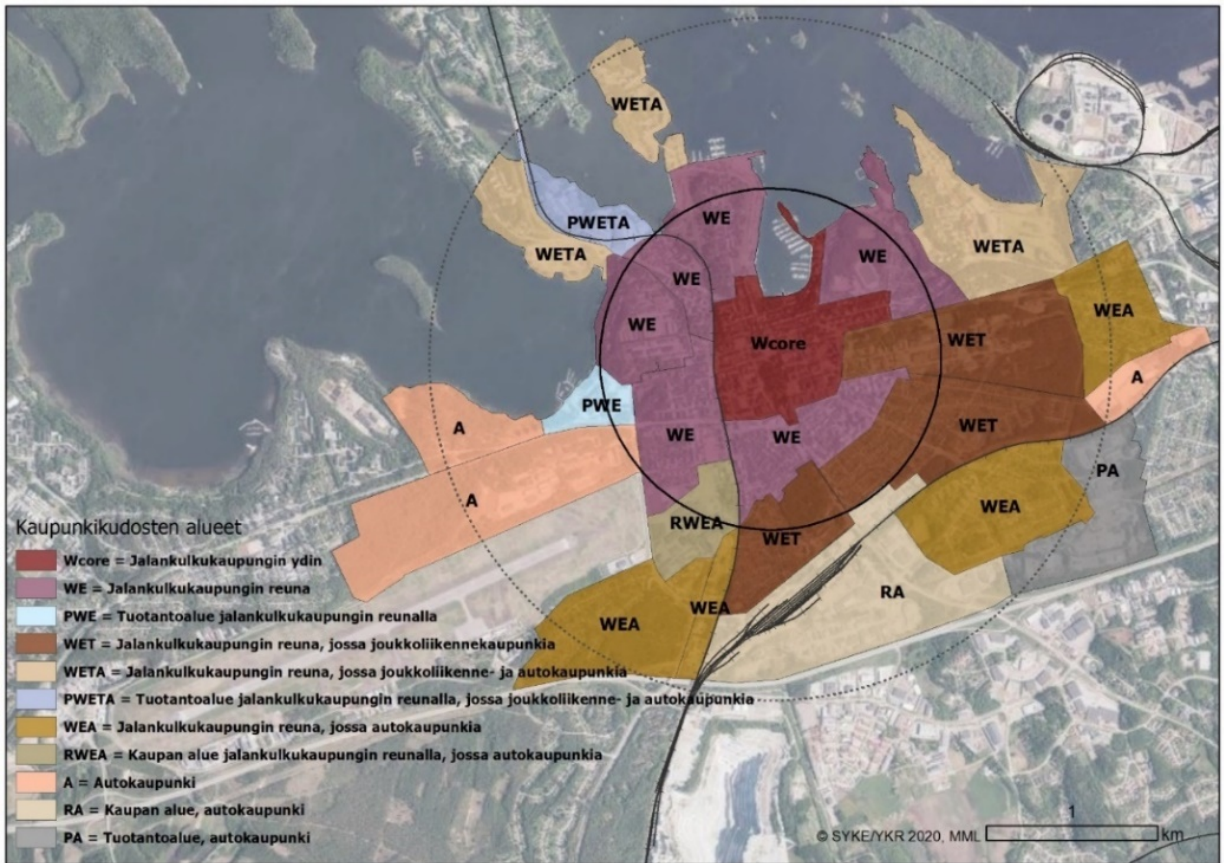 WETA
PWETA
WETA
WE
WE
WETA
WE
WEA
WE
Wcore
WET
A
PWE
A
WE
WE
WET
PA
A
WEA
RWEA
WET
RA
WEA
WEA
Kaupunkikudosten alueet
Wcore = Jalankulkukaupungin ydin
WE = Jalankulkukaupungin reuna
PWE = Tuotantoalue jalankulkukaupungin reunalla
WET = Jalankulkukaupungin reuna, jossa joukkoliikennekaupunkia
WETA = Jalankulkukaupungin reuna, jossa joukkoliikenne- ja autokaupunkia
PWETA = Tuotantoalue jalankulkukaupungin reunalla, jossa joukkoliikenne- ja autokaupunkia
WEA = Jalankulkukaupungin reuna, jossa autokaupunkia
RWEA = Kaupan alue jalankulkukaupungin reunalla, jossa autokaupunkia
A = Autokaupunki
RA = Kaupan alue, autokaupunki
PA = Tuotantoalue, autokaupunki
1
© SYKE/YKR 2020, MML
km